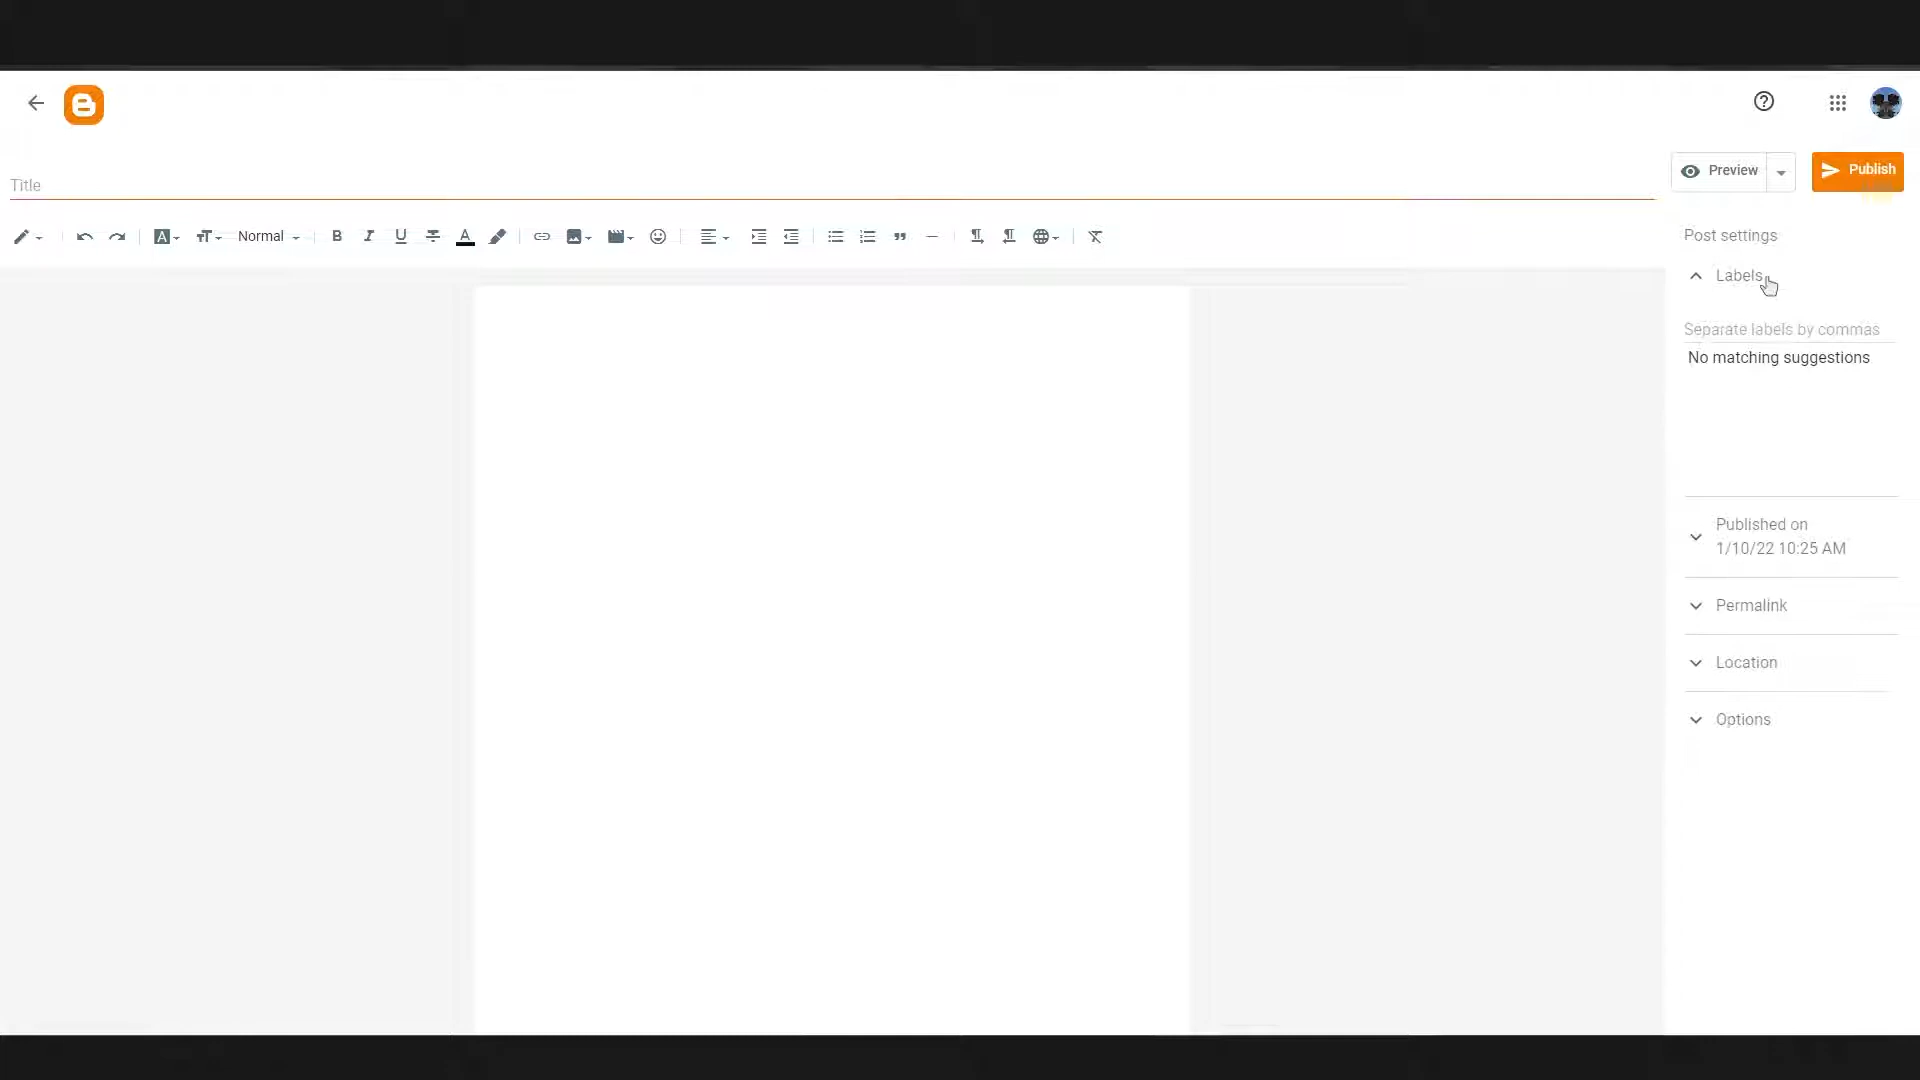 Title
Preview
Publish
Normal
Post settings
Labels
Separate labels by commas
No matching suggestions
Published on
1/10/22 10:25 AM
Permalink
Location
Options